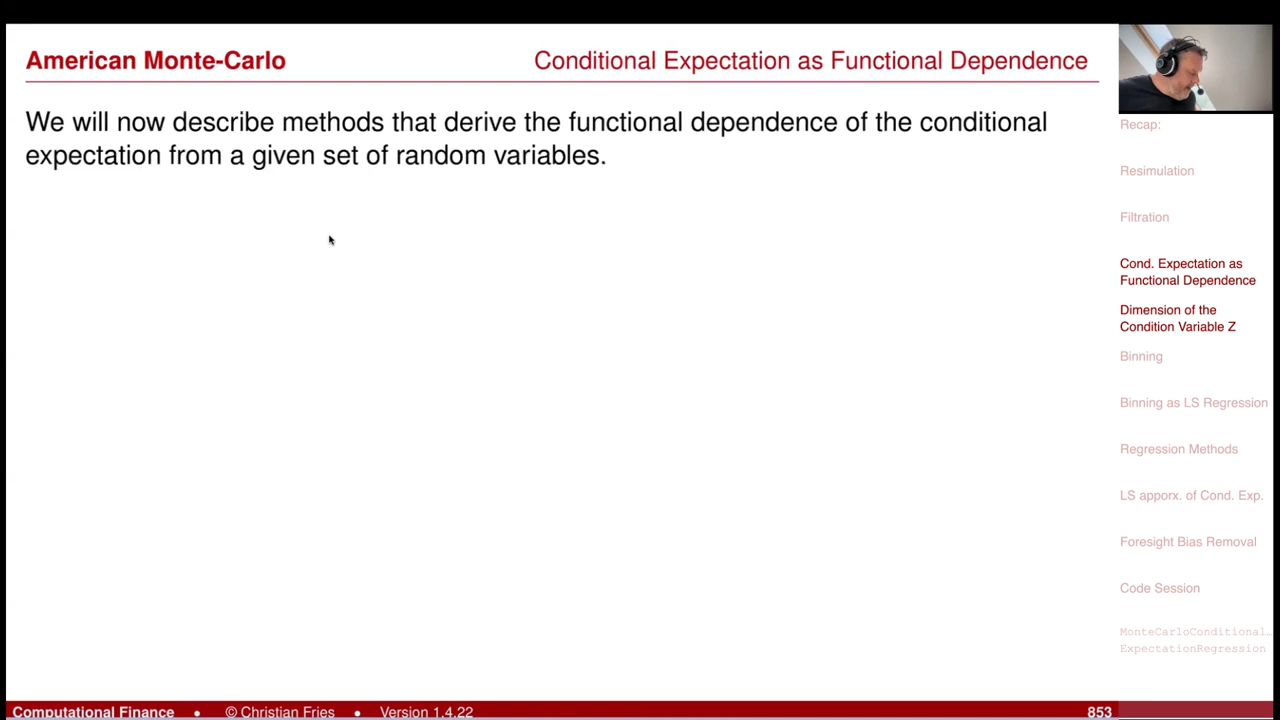 American Monte-Carlo
Conditional Expectation as Functional Dependence
We will now describe methods that derive the functional dependence of the conditional
expectation from a given set of random variables.
Recap:
Resimulation
Filtration
Cond. Expectation as
Functional Dependence
Dimension of the
Condition Variable Z
Binning
Binning as LS Regression
Regression Methods
LS apporx. of Cond. Exp.
Foresight Bias Removal
Code Session
MonteCarloConditional…
ExpectationRegression
Computational Finance • © Christian Fries • Version 1.4.22
853